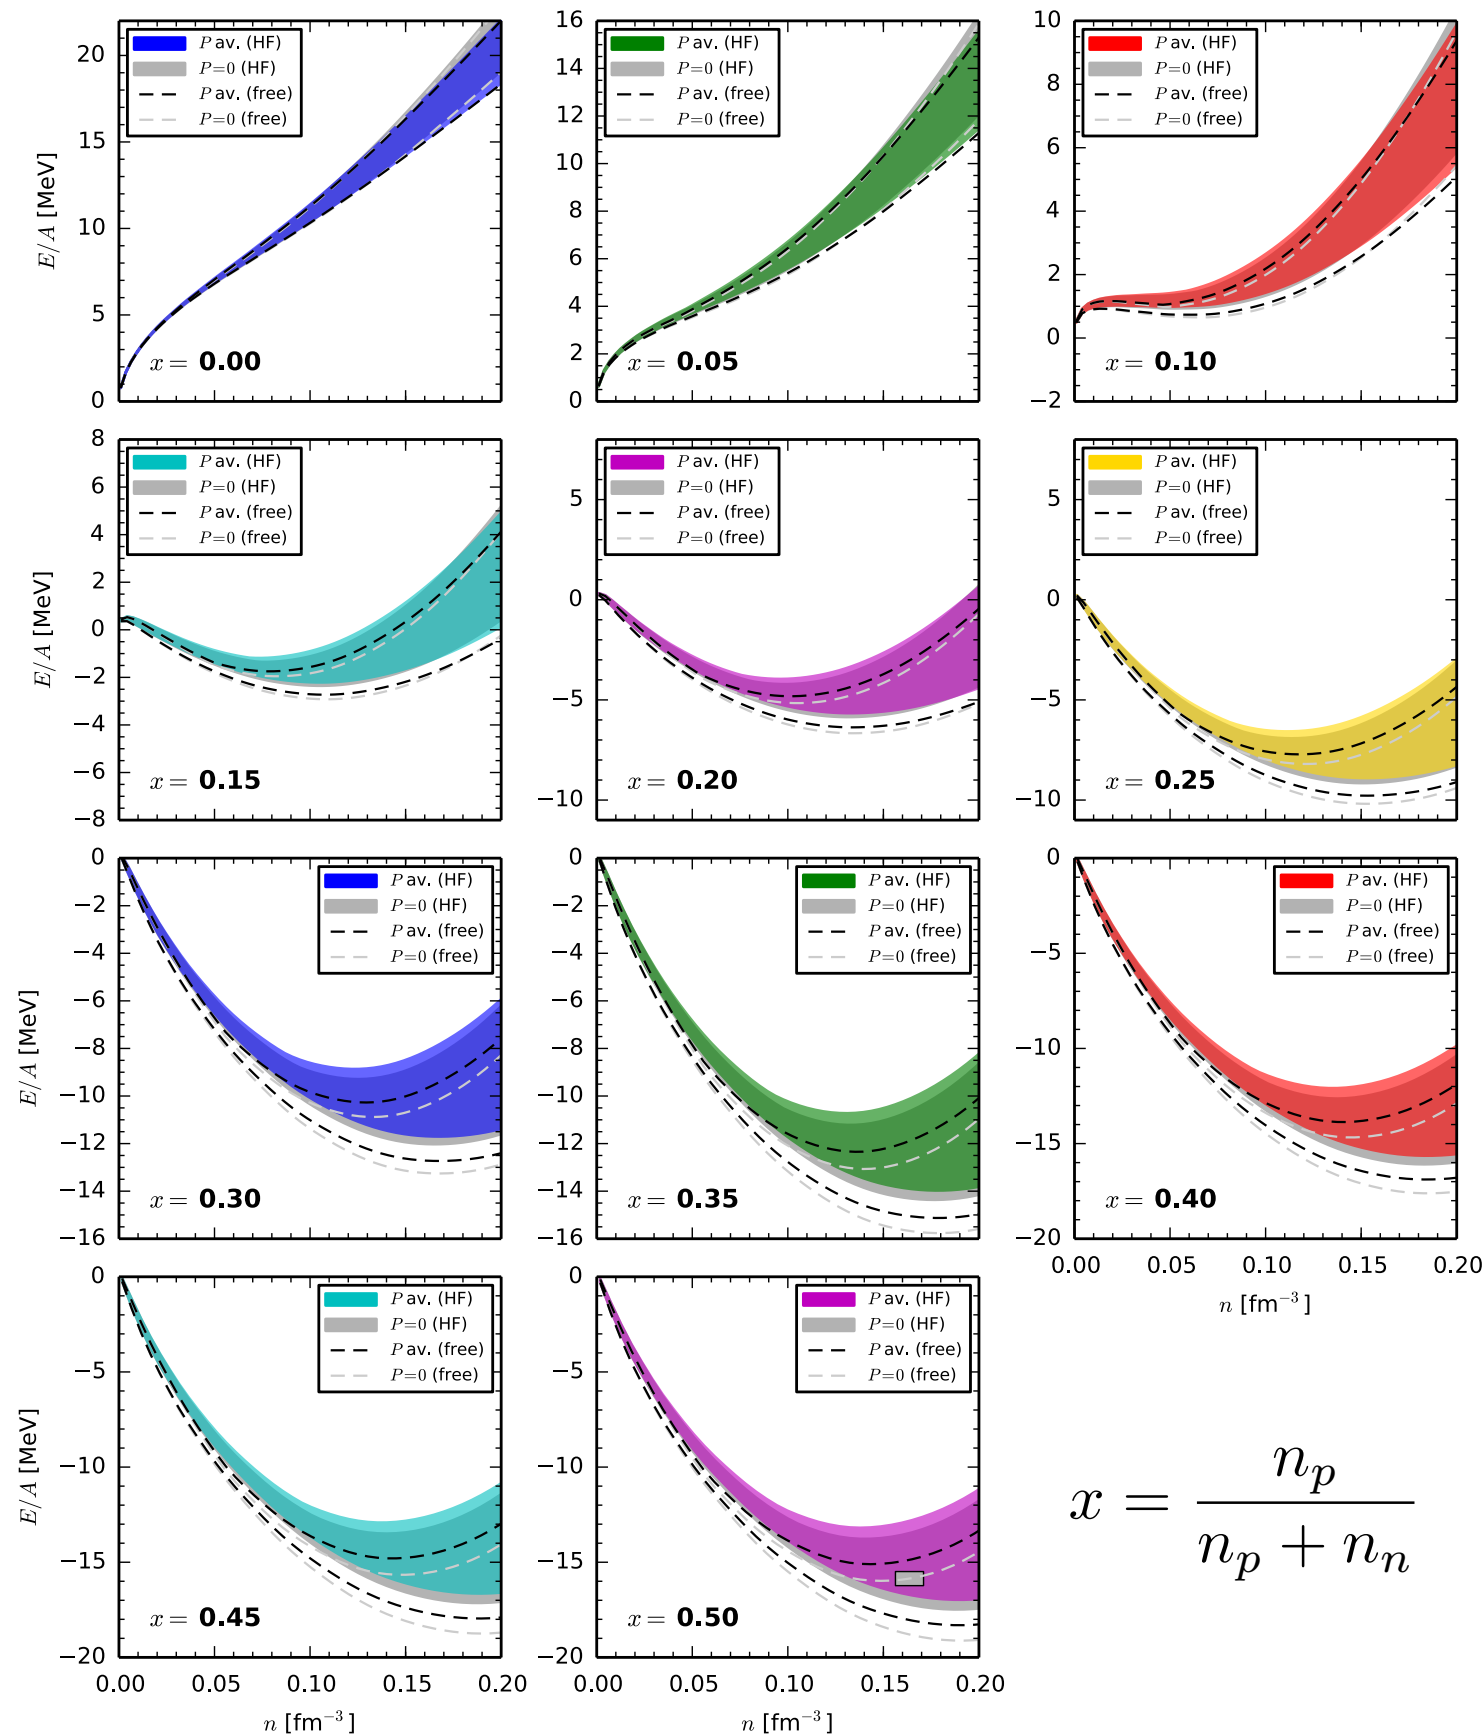 E/A [MeV]
20
15
10
5
0
P av. (HF)
P=0 (HF)
P av. (free)
P=0 (free)
x = 0.00
16
14
12
10
8
6
4
2
0
P av. (HF)
P=0 (HF)
P av. (free)
P=0 (free)
x = 0.05
10
8
6
4
2
0
−2
P av. (HF)
P=0 (HF)
P av. (free)
P=0 (free)
x = 0.10
E/A [MeV]
8
6
4
2
0
−2
−4
−6
−8
P av. (HF)
P=0 (HF)
P av. (free)
P=0 (free)
x = 0.15
5
0
−5
−10
P av. (HF)
P=0 (HF)
P av. (free)
P=0 (free)
x = 0.20
5
0
−5
−10
P av. (HF)
P=0 (HF)
P av. (free)
P=0 (free)
x = 0.25
E/A [MeV]
0
−2
−4
−6
−8
−10
−12
−14
−16
P av. (HF)
P=0 (HF)
P av. (free)
P=0 (free)
x = 0.30
0
−2
−4
−6
−8
−10
−12
−14
−16
P av. (HF)
P=0 (HF)
P av. (free)
P=0 (free)
x = 0.35
0
−5
−10
−15
−20
P av. (HF)
P=0 (HF)
P av. (free)
P=0 (free)
x = 0.40
0.00 0.05 0.10 0.15 0.20
n [fm⁻³]
E/A [MeV]
0
−5
−10
−15
−20
P av. (HF)
P=0 (HF)
P av. (free)
P=0 (free)
x = 0.45
0.00 0.05 0.10 0.15 0.20
n [fm⁻³]
0
−5
−10
−15
−20
P av. (HF)
P=0 (HF)
P av. (free)
P=0 (free)
x = 0.50
0.00 0.05 0.10 0.15 0.20
n [fm⁻³]
x = n_p / (n_p + n_n)